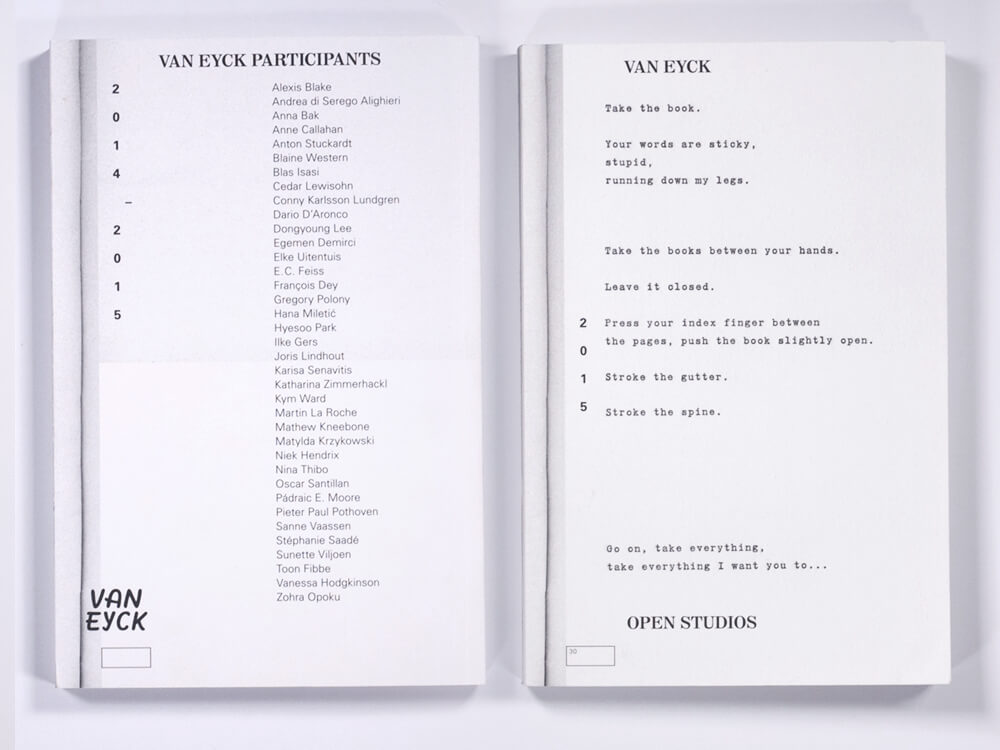 VAN EYCK PARTICIPANTS
2
0
1
4
–
2
0
1
5
Alexis Blake
Andrea di Serego Alighieri
Anna Bak
Anne Callahan
Anton Stuckardt
Blaine Western
Blas Isasi
Cedar Lewisohn
Conny Karlsson Lundgren
Dario D'Aronco
Dongyoung Lee
Egemen Demirci
Elke Uitentuis
E.C. Feiss
François Dey
Gregory Polony
Hana Miletić
Hyesoo Park
Ilke Gers
Joris Lindhout
Karisa Senavitis
Katharina Zimmerhackl
Kym Ward
Martin La Roche
Mathew Kneebone
Matylda Krzykowski
Niek Hendrix
Nina Thibo
Oscar Santillan
Pádraic E. Moore
Pieter Paul Pothoven
Sanne Vaassen
Stéphanie Saadé
Sunette Viljoen
Toon Fibbe
Vanessa Hodgkinson
Zohra Opoku
VAN
EYCK
VAN EYCK
Take the book.
Your words are sticky,
stupid,
running down my legs.
Take the books between your hands.
Leave it closed.
Press your index finger between
the pages, push the book slightly open.
Stroke the gutter.
Stroke the spine.
2
0
1
5
Go on, take everything,
take everything I want you to...
OPEN STUDIOS
30